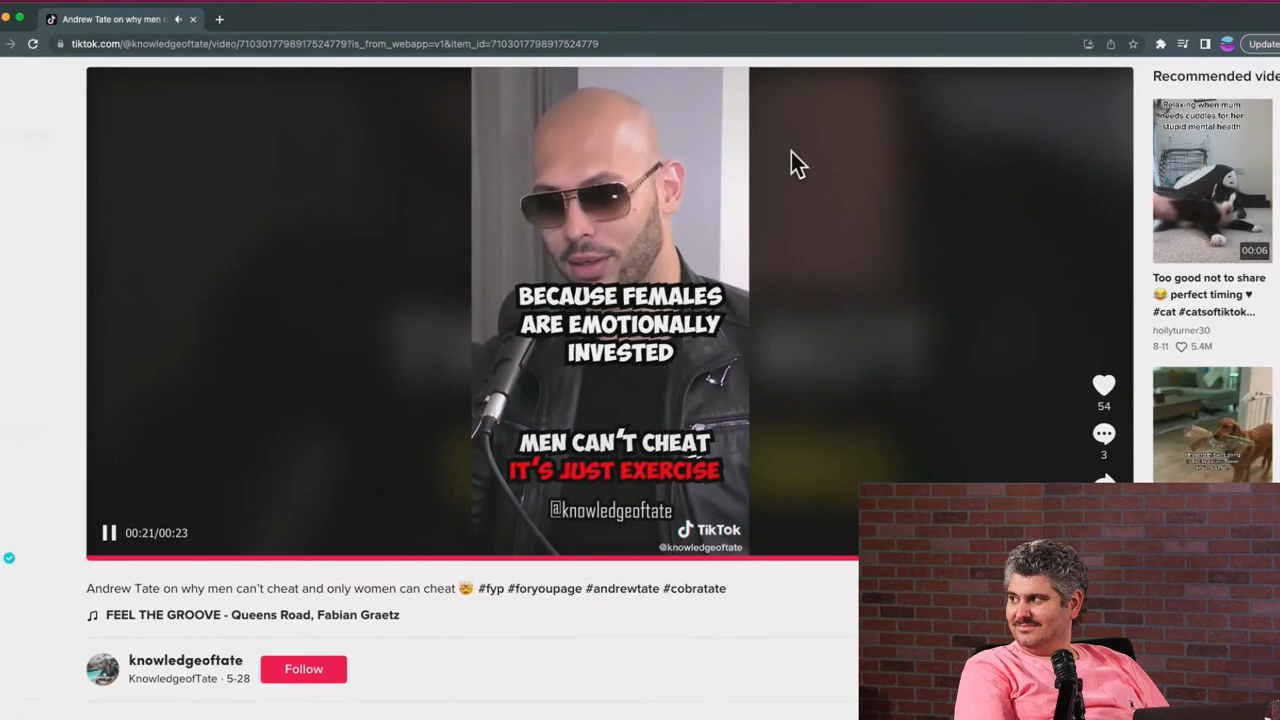 Andrew Tate on why men c
tiktok.com/@knowledgeoftate/video/7103017798917524779?is_from_webapp=v1&item_id=7103017798917524779
Update
BECAUSE FEMALES
ARE EMOTIONALLY
INVESTED
MEN CAN'T CHEAT
IT'S JUST EXERCISE
@knowledgeoftate
TikTok
@knowledgeoftate
00:21/00:23
54
3
Andrew Tate on why men can't cheat and only women can cheat 🤯 #fyp #foryoupage #andrewtate #cobratate
FEEL THE GROOVE - Queens Road, Fabian Graetz
knowledgeoftate
KnowledgeofTate · 5-28
Follow
Recommended vide
Relaxing when mum
needs cuddles for her
stupid mental health
00:06
Too good not to share
😂 perfect timing ♥
#cat #catsoftiktok...
hollyturner30
8-11 5.4M